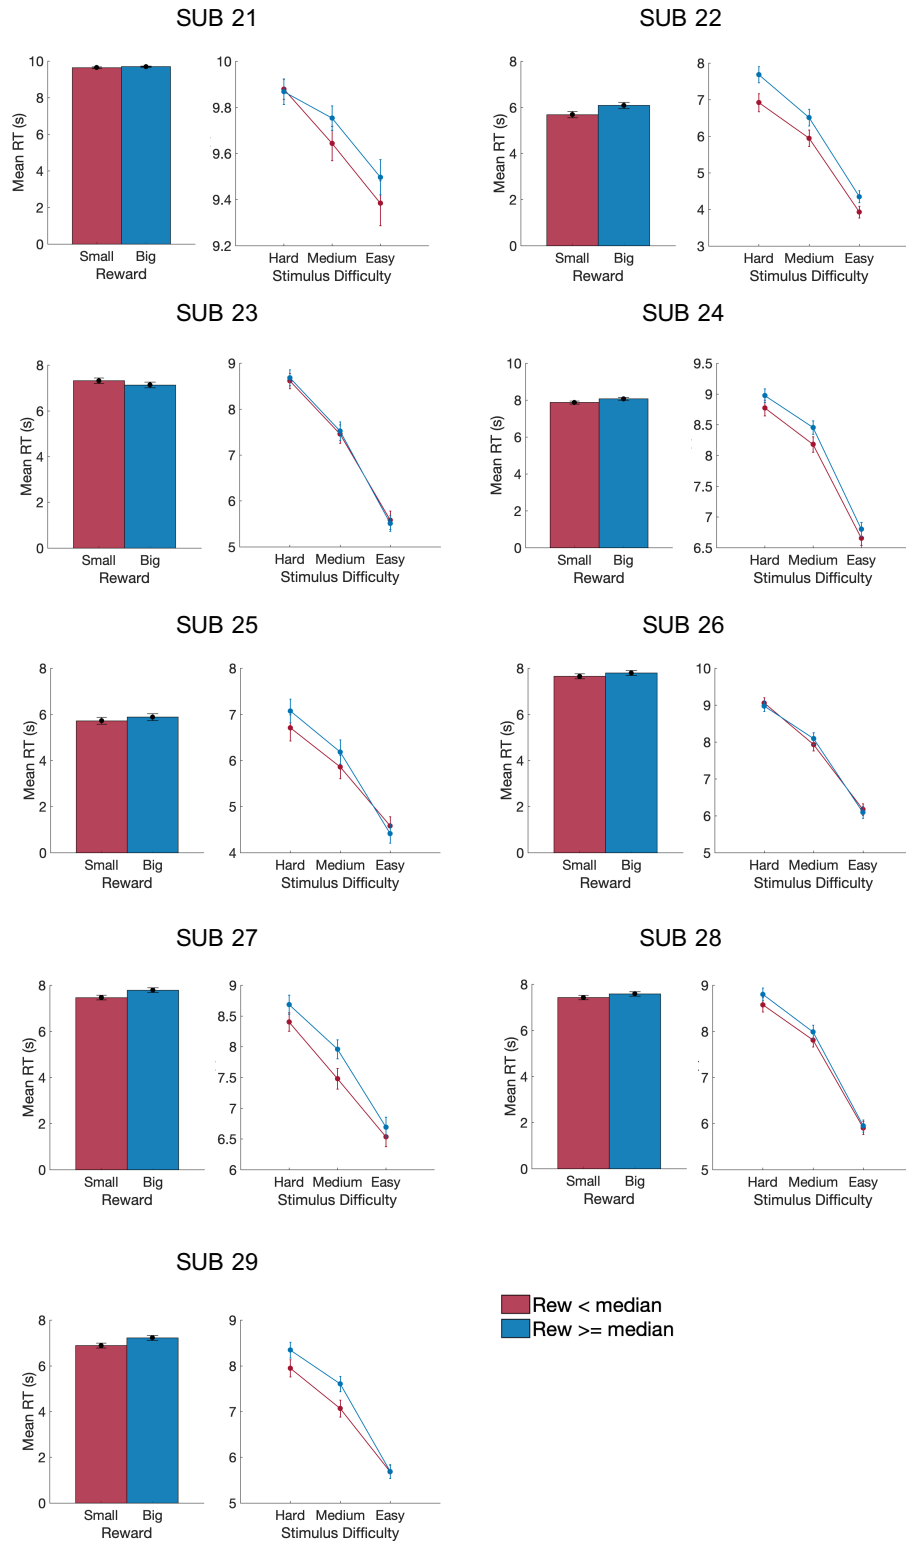 SUB 21
SUB 22
Mean RT (s)
10
8
6
4
2
0
Small Big
Reward
10
9.8
9.6
9.4
9.2
Hard Medium Easy
Stimulus Difficulty
Mean RT (s)
8
6
4
2
0
Small Big
Reward
8
7
6
5
4
3
Hard Medium Easy
Stimulus Difficulty
SUB 23
SUB 24
Mean RT (s)
8
6
4
2
0
Small Big
Reward
9
8
7
6
5
Hard Medium Easy
Stimulus Difficulty
Mean RT (s)
10
8
6
4
2
0
Small Big
Reward
9.5
9
8.5
8
7.5
7
6.5
Hard Medium Easy
Stimulus Difficulty
SUB 25
SUB 26
Mean RT (s)
8
6
4
2
0
Small Big
Reward
8
7
6
5
4
Hard Medium Easy
Stimulus Difficulty
Mean RT (s)
8
6
4
2
0
Small Big
Reward
10
9
8
7
6
5
Hard Medium Easy
Stimulus Difficulty
SUB 27
SUB 28
Mean RT (s)
8
6
4
2
0
Small Big
Reward
9
8.5
8
7.5
7
6.5
6
Hard Medium Easy
Stimulus Difficulty
Mean RT (s)
8
6
4
2
0
Small Big
Reward
9
8
7
6
5
Hard Medium Easy
Stimulus Difficulty
SUB 29
Mean RT (s)
8
6
4
2
0
Small Big
Reward
9
8
7
6
5
Hard Medium Easy
Stimulus Difficulty
Rew < median
Rew >= median